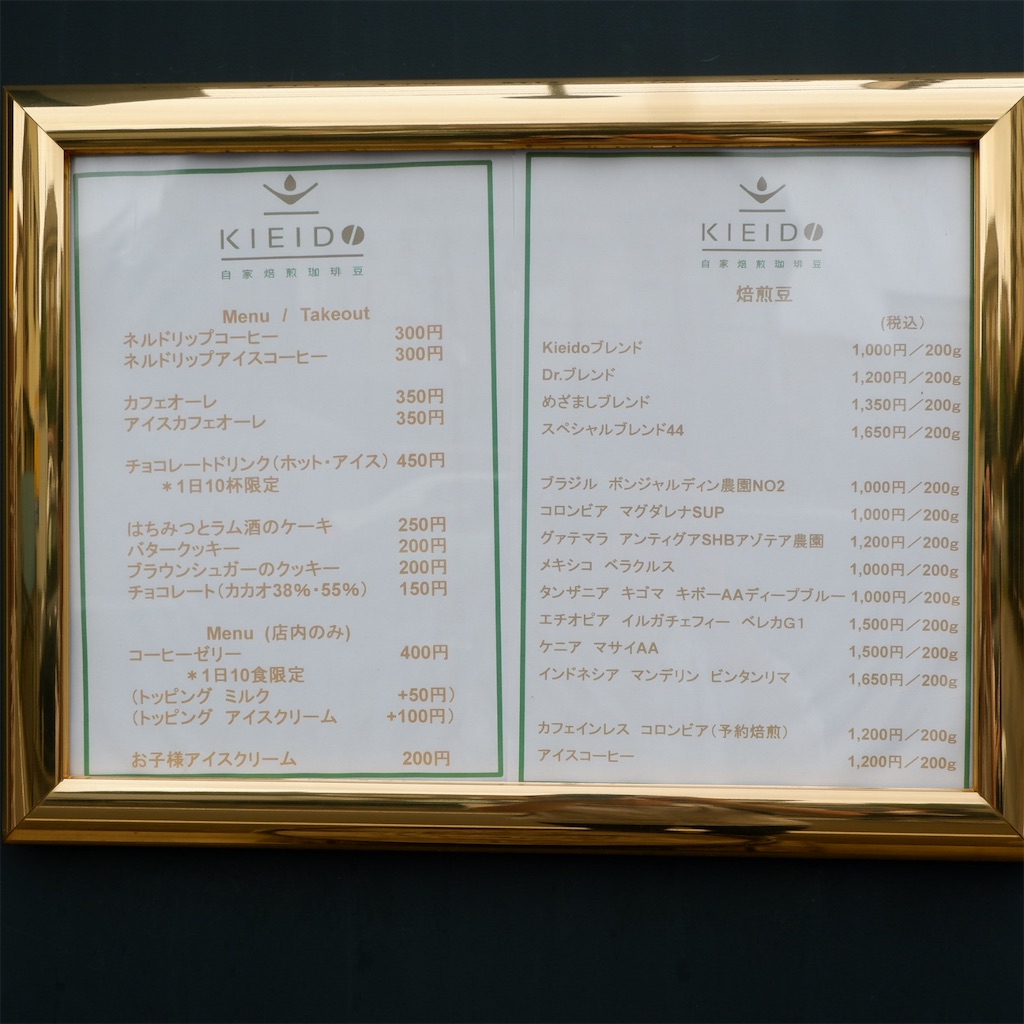 KIEIDO
自家焙煎珈琲豆
Menu / Takeout
ネルドリップコーヒー 300円
ネルドリップアイスコーヒー 300円
カフェオーレ 350円
アイスカフェオーレ 350円
チョコレートドリンク(ホット・アイス) 450円
＊1日10杯限定
はちみつとラム酒のケーキ 250円
バタークッキー 200円
ブラウンシュガーのクッキー 200円
チョコレート(カカオ38%・55%) 150円
Menu (店内のみ)
コーヒーゼリー 400円
＊1日10食限定
(トッピング ミルク +50円)
(トッピング アイスクリーム +100円)
お子様アイスクリーム 200円
KIEIDO
自家焙煎珈琲豆
焙煎豆
(税込)
Kieidoブレンド 1,000円／200g
Dr.ブレンド 1,200円／200g
めざましブレンド 1,350円／200g
スペシャルブレンド44 1,650円／200g
ブラジル ボンジャルディン農園NO2 1,000円／200g
コロンビア マグダレナSUP 1,000円／200g
グァテマラ アンティグアSHBアゾテア農園 1,200円／200g
メキシコ ベラクルス 1,000円／200g
タンザニア キゴマ キボーAAディープブルー 1,000円／200g
エチオピア イルガチェフィー ベレカG1 1,500円／200g
ケニア マサイAA 1,500円／200g
インドネシア マンデリン ビンタンリマ 1,650円／200g
カフェインレス コロンビア(予約焙煎) 1,200円／200g
アイスコーヒー 1,200円／200g